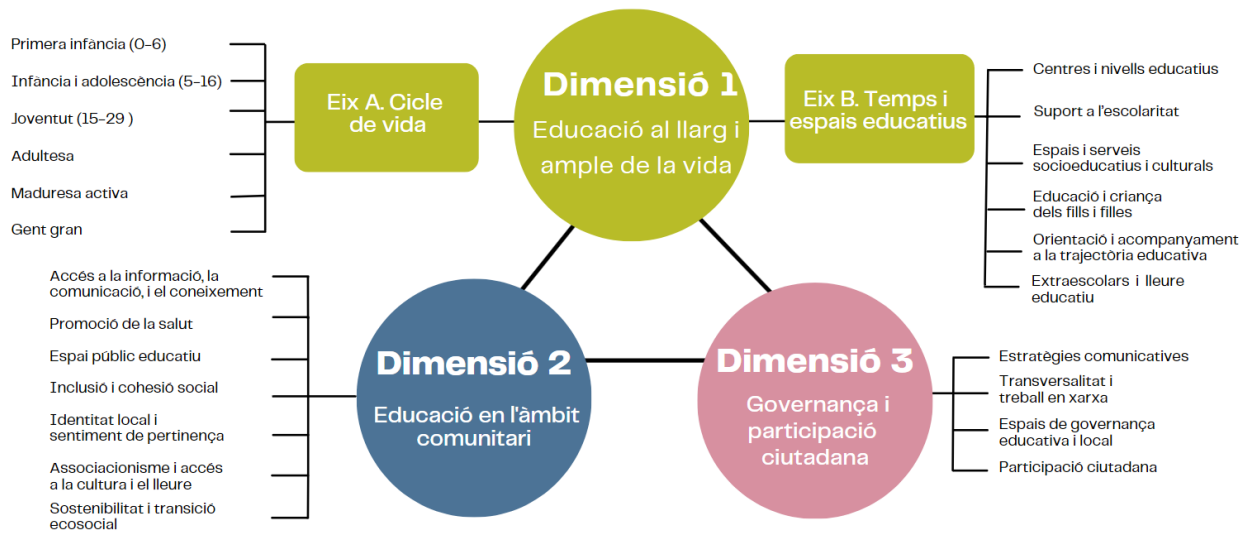 Primera infància (0-6)
Infància i adolescència (5-16)
Joventut (15-29 )
Adultesa
Maduresa activa
Gent gran
Eix A. Cicle
de vida
Dimensió 1
Educació al llarg i
ample de la vida
Eix B. Temps i
espais educatius
Centres i nivells educatius
Suport a l'escolaritat
Espais i serveis
socioeducatius i culturals
Educació i criança
dels fills i filles
Orientació i acompanyament
a la trajectòria educativa
Extraescolars i lleure
educatiu
Accés a la informació, la
comunicació, i el coneixement
Promoció de la salut
Espai públic educatiu
Inclusió i cohesió social
Identitat local i
sentiment de pertinença
Associacionisme i accés
a la cultura i el lleure
Sostenibilitat i transició
ecosocial
Dimensió 2
Educació en l'àmbit
comunitari
Dimensió 3
Governança i
participació
ciutadana
Estratègies comunicatives
Transversalitat i
treball en xarxa
Espais de governança
educativa i local
Participació ciutadana